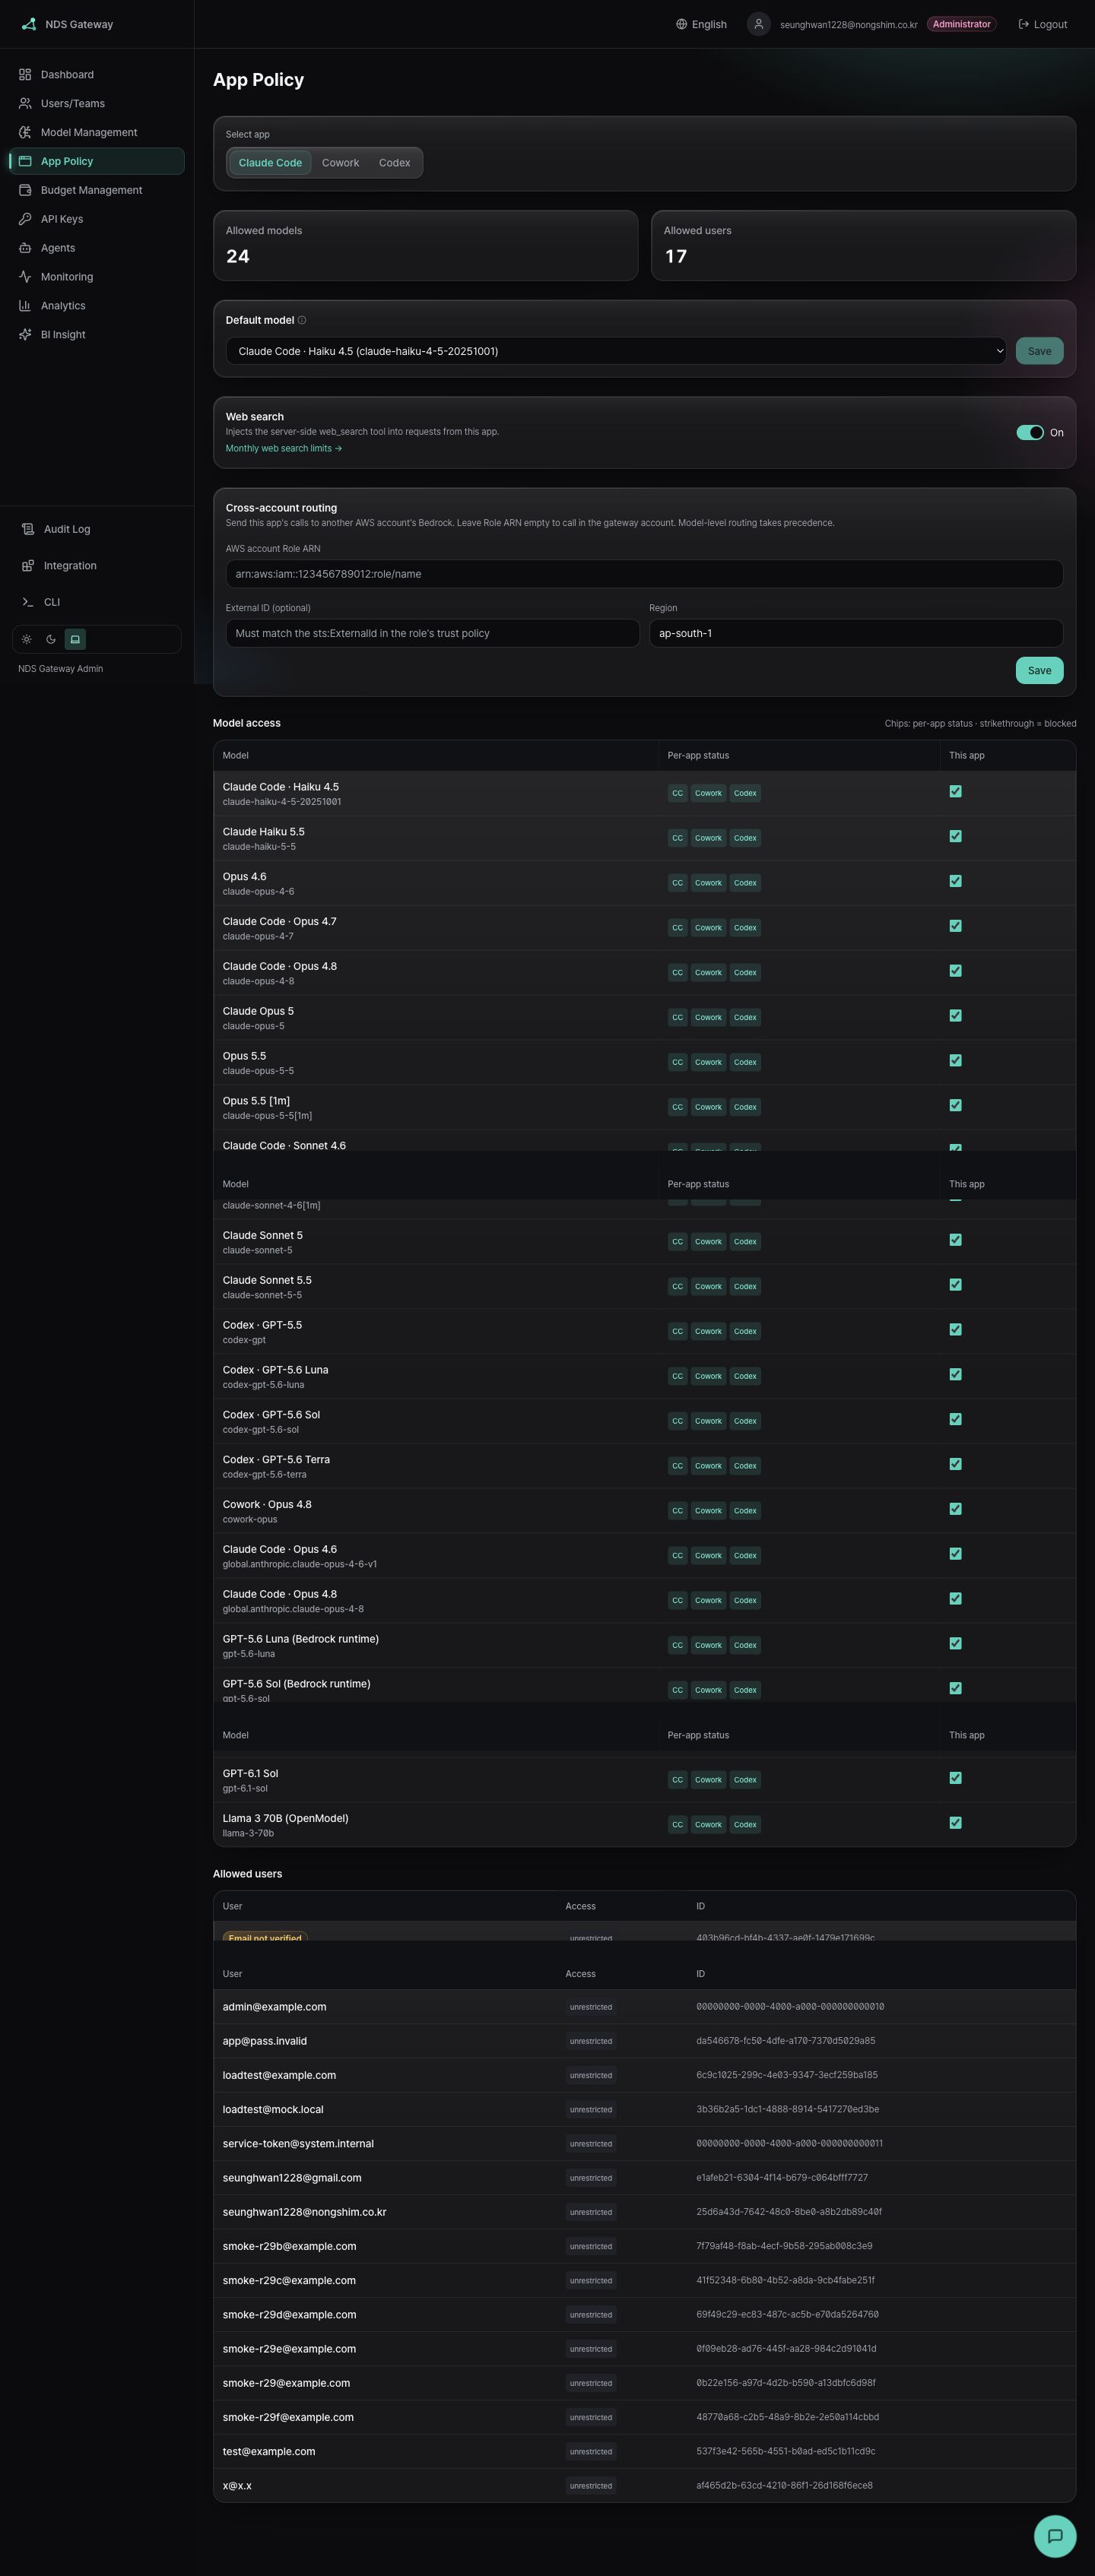 NDS Gateway
English
seunghwan1228@nongshim.co.kr
Administrator
Logout
Dashboard
Users/Teams
Model Management
App Policy
Budget Management
API Keys
Agents
Monitoring
Analytics
BI Insight
Audit Log
Integration
CLI
NDS Gateway Admin
App Policy
Select app
Claude Code Cowork Codex
Allowed models
24
Allowed users
17
Default model
Claude Code · Haiku 4.5 (claude-haiku-4-5-20251001)
Save
Web search
Injects the server-side web_search tool into requests from this app.
Monthly web search limits →
On
Cross-account routing
Send this app's calls to another AWS account's Bedrock. Leave Role ARN empty to call in the gateway account. Model-level routing takes precedence.
AWS account Role ARN
arn:aws:iam::123456789012:role/name
External ID (optional)
Must match the sts:ExternalId in the role's trust policy
Region
ap-south-1
Save
Model access
Chips: per-app status · strikethrough = blocked
Model Per-app status This app
Claude Code · Haiku 4.5
claude-haiku-4-5-20251001
CC Cowork Codex
Claude Haiku 5.5
claude-haiku-5-5
CC Cowork Codex
Opus 4.6
claude-opus-4-6
CC Cowork Codex
Claude Code · Opus 4.7
claude-opus-4-7
CC Cowork Codex
Claude Code · Opus 4.8
claude-opus-4-8
CC Cowork Codex
Claude Opus 5
claude-opus-5
CC Cowork Codex
Opus 5.5
claude-opus-5-5
CC Cowork Codex
Opus 5.5 [1m]
claude-opus-5-5[1m]
CC Cowork Codex
Claude Code · Sonnet 4.6
Model Per-app status This app
claude-sonnet-4-6[1m]
Claude Sonnet 5
claude-sonnet-5
CC Cowork Codex
Claude Sonnet 5.5
claude-sonnet-5-5
CC Cowork Codex
Codex · GPT-5.5
codex-gpt
CC Cowork Codex
Codex · GPT-5.6 Luna
codex-gpt-5.6-luna
CC Cowork Codex
Codex · GPT-5.6 Sol
codex-gpt-5.6-sol
CC Cowork Codex
Codex · GPT-5.6 Terra
codex-gpt-5.6-terra
CC Cowork Codex
Cowork · Opus 4.8
cowork-opus
CC Cowork Codex
Claude Code · Opus 4.6
global.anthropic.claude-opus-4-6-v1
CC Cowork Codex
Claude Code · Opus 4.8
global.anthropic.claude-opus-4-8
CC Cowork Codex
GPT-5.6 Luna (Bedrock runtime)
gpt-5.6-luna
CC Cowork Codex
GPT-5.6 Sol (Bedrock runtime)
gpt-5.6-sol
CC Cowork Codex
Model Per-app status This app
GPT-6.1 Sol
gpt-6.1-sol
CC Cowork Codex
Llama 3 70B (OpenModel)
llama-3-70b
CC Cowork Codex
Allowed users
User Access ID
Email not verified unrestricted 403b96cd-bf4b-4337-ae0f-1479e171699c
User Access ID
admin@example.com unrestricted 00000000-0000-4000-a000-000000000010
app@pass.invalid unrestricted da546678-fc50-4dfe-a170-7370d5029a85
loadtest@example.com unrestricted 6c9c1025-299c-4e03-9347-3ecf259ba185
loadtest@mock.local unrestricted 3b36b2a5-1dc1-4888-8914-5417270ed3be
service-token@system.internal unrestricted 00000000-0000-4000-a000-000000000011
seunghwan1228@gmail.com unrestricted e1afeb21-6304-4f14-b679-c064bfff7727
seunghwan1228@nongshim.co.kr unrestricted 25d6a43d-7642-48c0-8be0-a8b2db89c40f
smoke-r29b@example.com unrestricted 7f79af48-f8ab-4ecf-9b58-295ab008c3e9
smoke-r29c@example.com unrestricted 41f52348-6b80-4b52-a8da-9cb4fabe251f
smoke-r29d@example.com unrestricted 69f49c29-ec83-487c-ac5b-e70da5264760
smoke-r29e@example.com unrestricted 0f09eb28-ad76-445f-aa28-984c2d91041d
smoke-r29@example.com unrestricted 0b22e156-a97d-4d2b-b590-a13dbfc6d98f
smoke-r29f@example.com unrestricted 48770a68-c2b5-48a9-8b2e-2e50a114cbbd
test@example.com unrestricted 537f3e42-565b-4551-b0ad-ed5c1b11cd9c
x@x.x unrestricted af465d2b-63cd-4210-86f1-26d168f6ece8